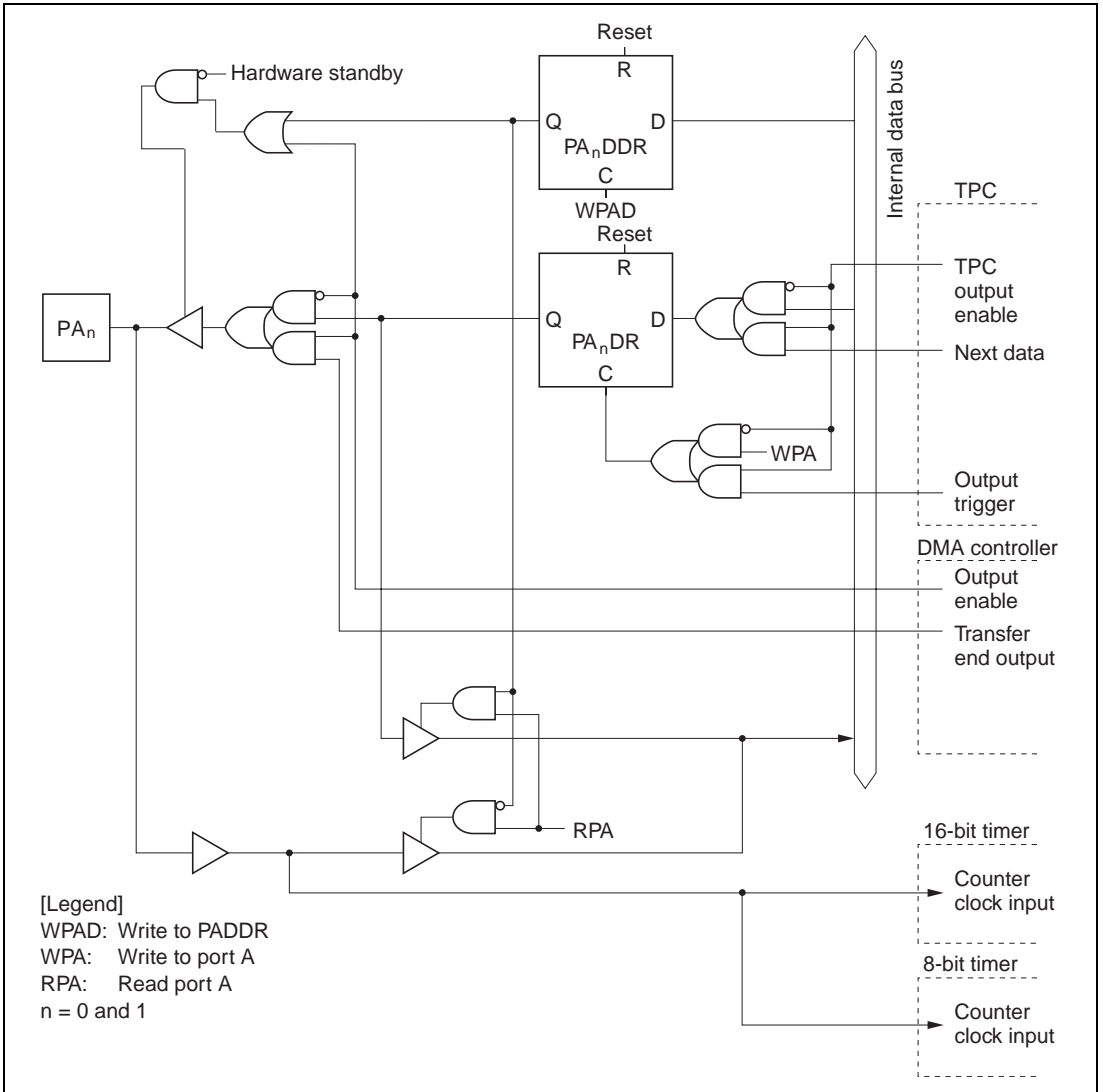 Reset
Hardware standby
R
Q
D
PAnDDR
C
WPAD
Internal data bus
TPC
Reset
R
TPC
output
enable
PAn
Q
D
PAnDR
Next data
C
WPA
Output
trigger
DMA controller
Output
enable
Transfer
end output
RPA
16-bit timer
Counter
clock input
[Legend]
WPAD: Write to PADDR
WPA: Write to port A
RPA: Read port A
n = 0 and 1
8-bit timer
Counter
clock input